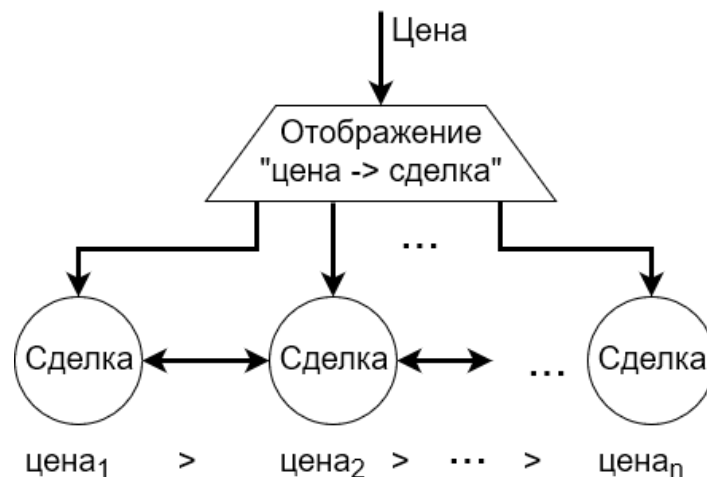 Цена
Отображение
"цена -> сделка"
...
Сделка Сделка ... Сделка
цена₁ > цена₂ > ... > ценаₙ